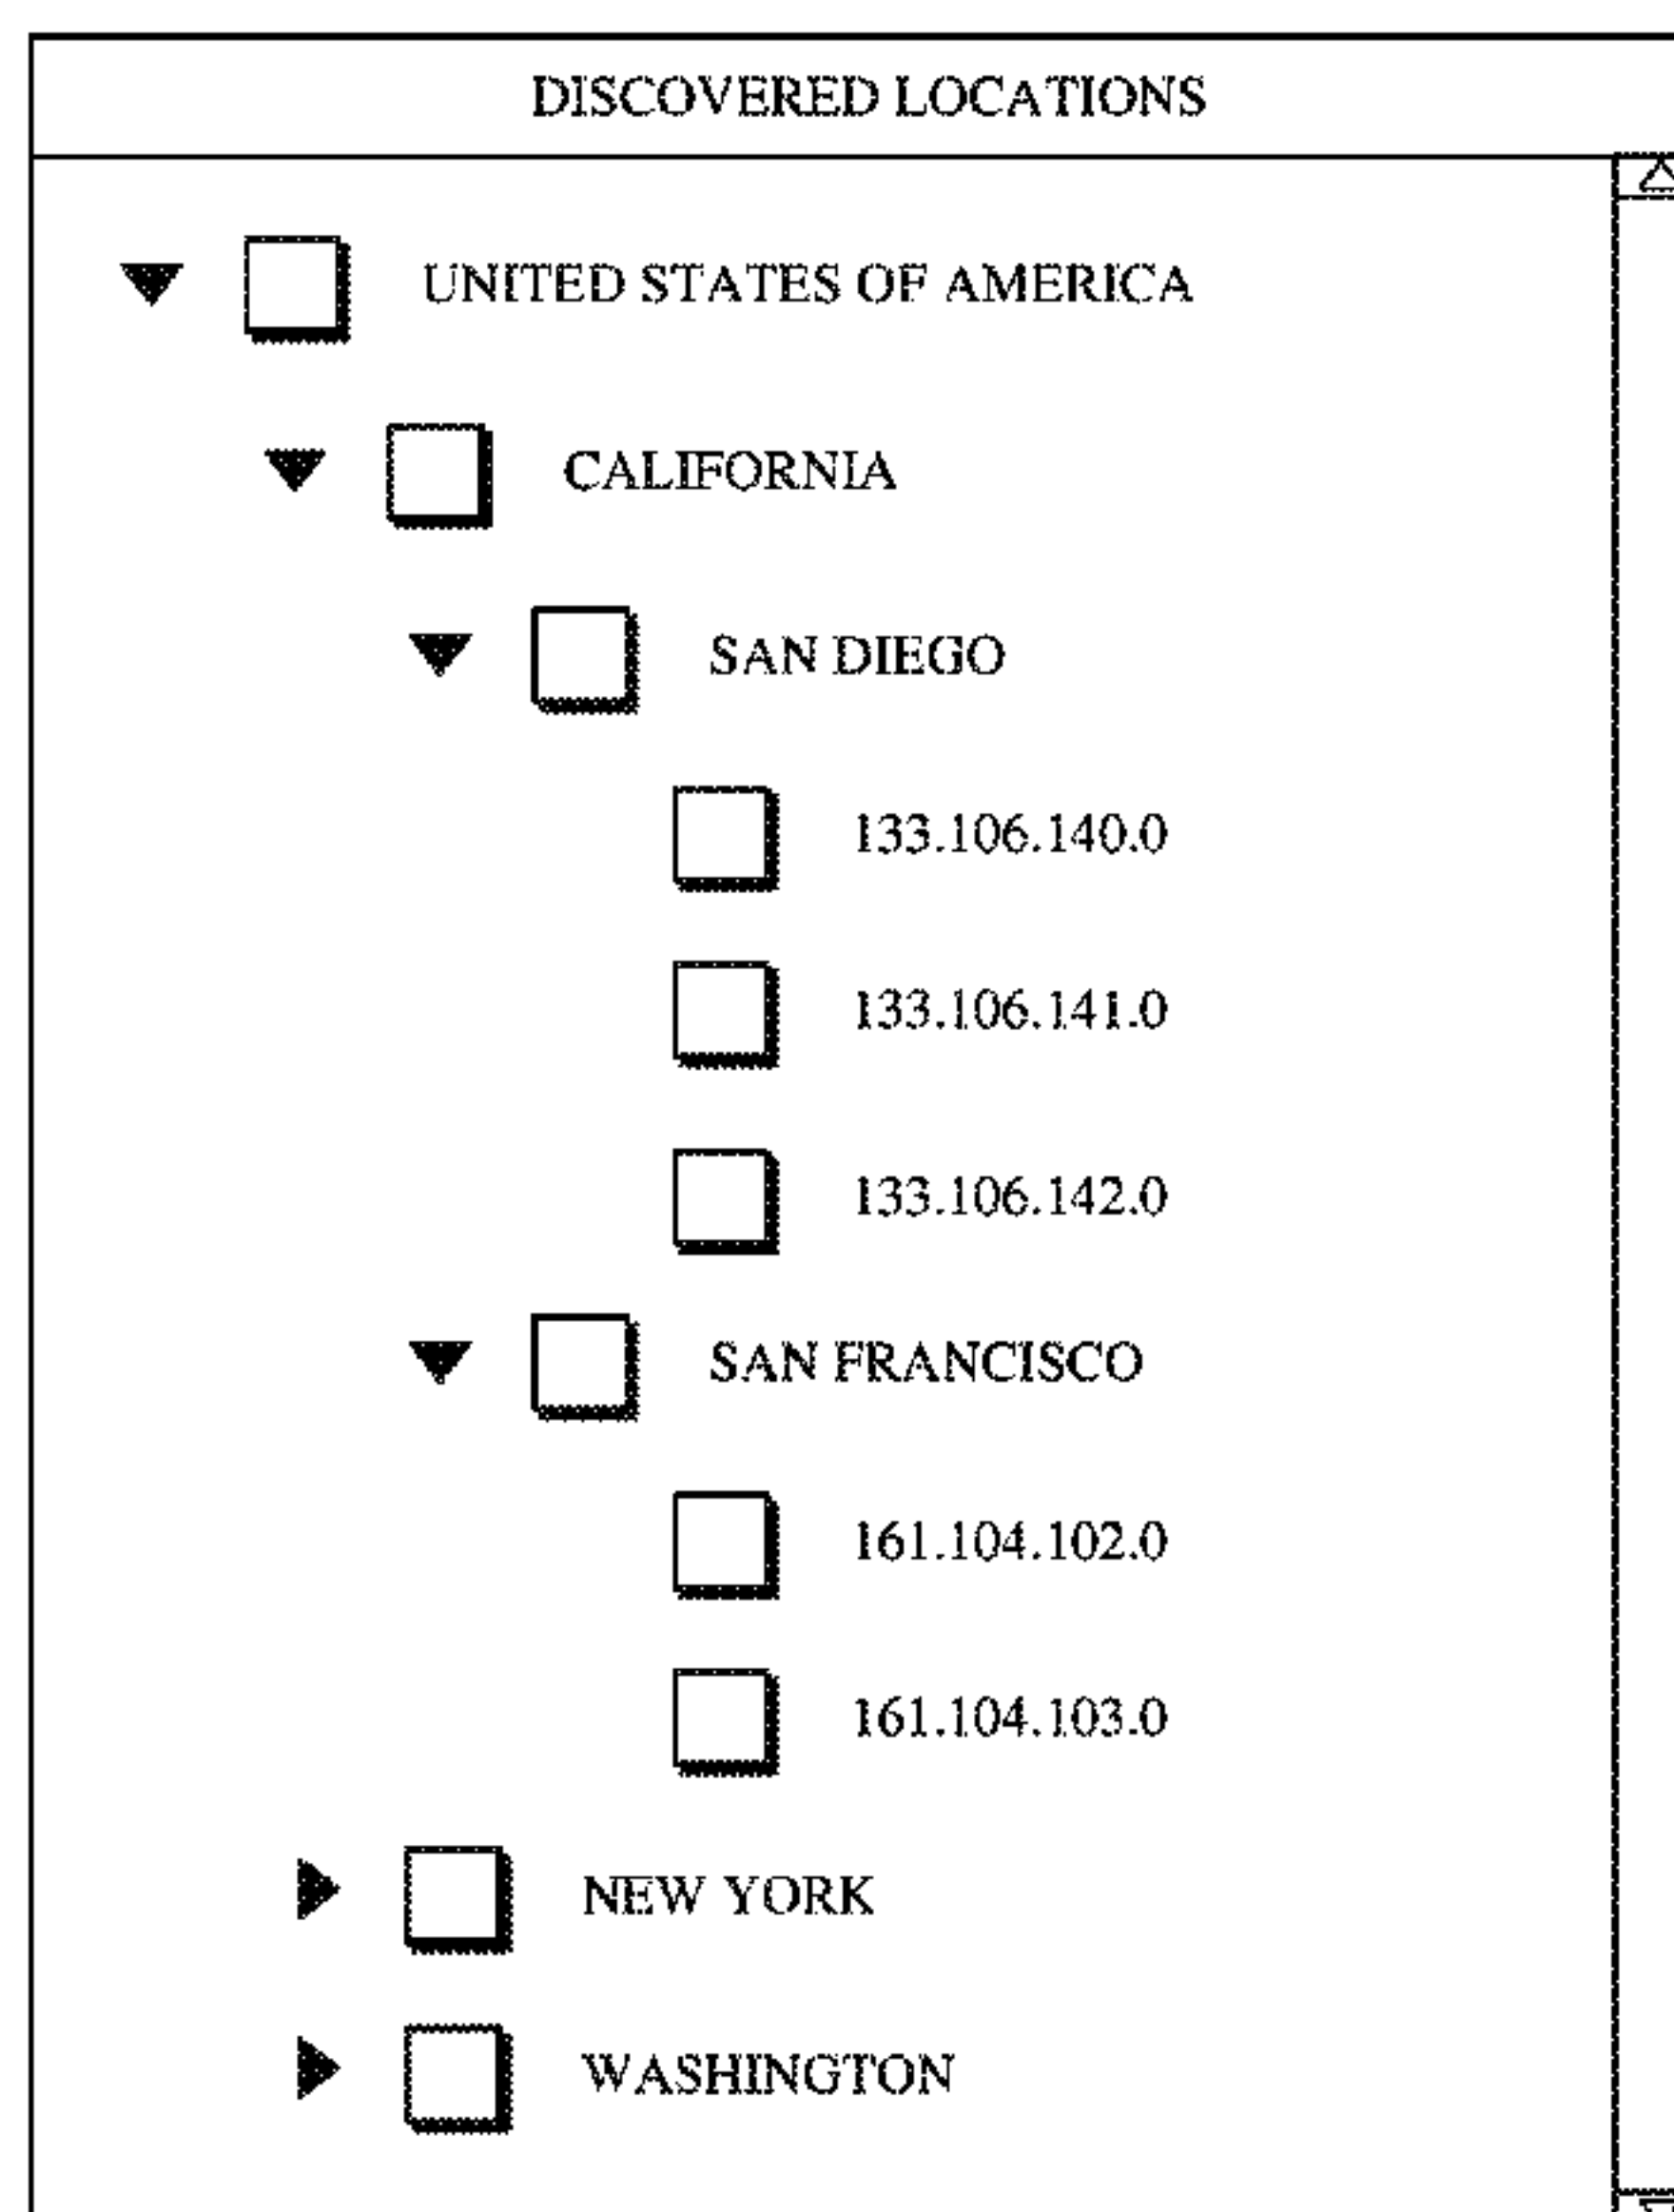 DISCOVERED LOCATIONS
UNITED STATES OF AMERICA
CALIFORNIA
SAN DIEGO
133.106.140.0
133.106.141.0
133.106.142.0
SAN FRANCISCO
161.104.102.0
161.104.103.0
NEW YORK
WASHINGTON